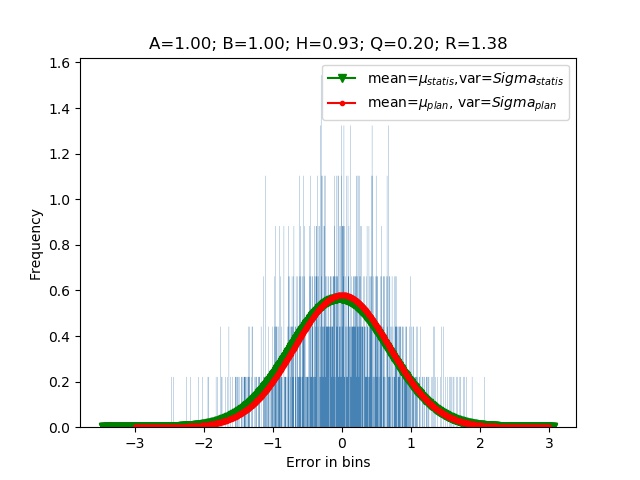 A=1.00; B=1.00; H=0.93; Q=0.20; R=1.38
mean=μstatis,var=Sigmastatis
mean=μplan, var=Sigmaplan
1.6
1.4
1.2
1.0
0.8
0.6
0.4
0.2
0.0
Frequency
−3 −2 −1 0 1 2 3
Error in bins